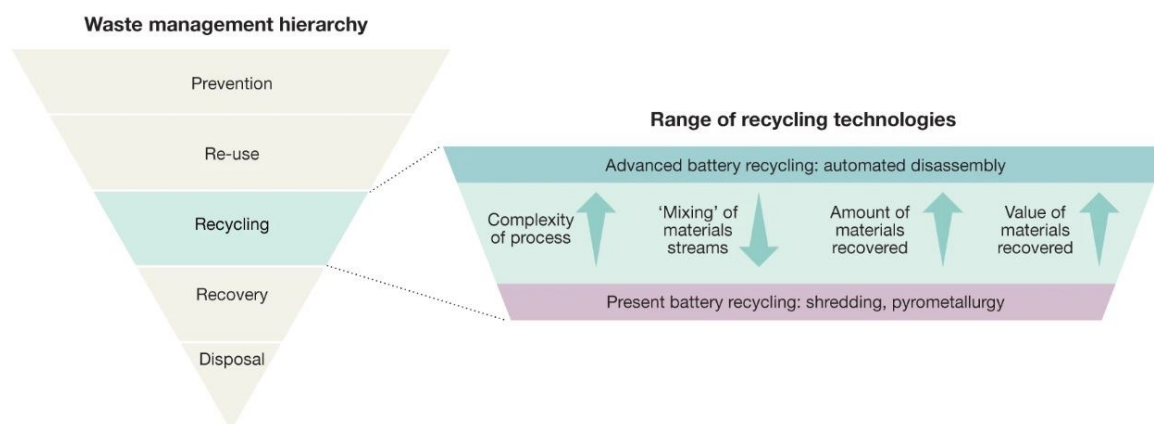 Waste management hierarchy
Prevention
Re-use
Recycling
Recovery
Disposal
Range of recycling technologies
Advanced battery recycling: automated disassembly
Complexity
of process
‘Mixing’ of
materials
streams
Amount of
materials
recovered
Value of
materials
recovered
Present battery recycling: shredding, pyrometallurgy